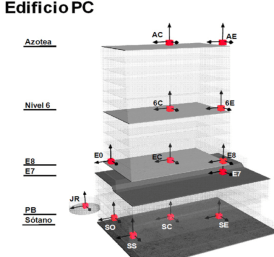 Edificio PC
Azotea
AC
AE
Nivel 6
6C
6E
E8
E0
EC
E8
E7
E7
JR
PB
Sótano
SO
SC
SE
SS